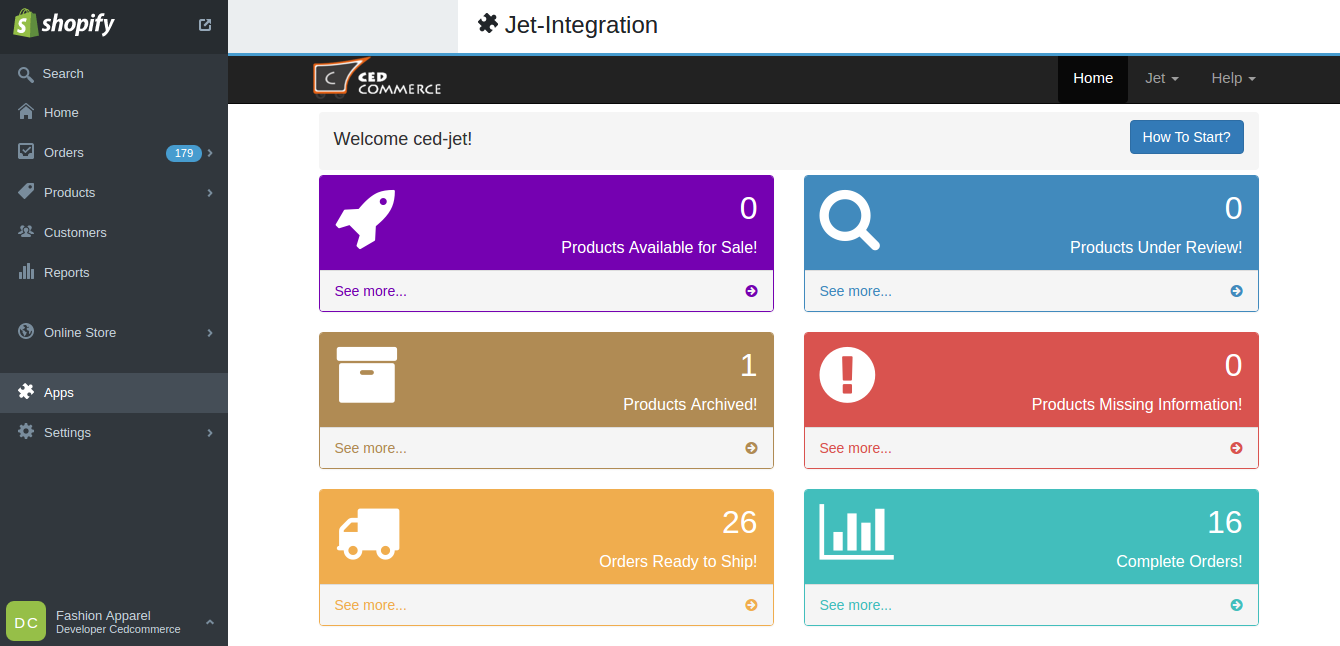 shopify
Search
Home
Orders 179
Products
Customers
Reports
Online Store
Apps
Settings
DC
Fashion Apparel
Developer Cedcommerce
Jet-Integration
C CED
COMMERCE
Home Jet Help
Welcome ced-jet! How To Start?
0
Products Available for Sale!
See more...
0
Products Under Review!
See more...
1
Products Archived!
See more...
0
Products Missing Information!
See more...
26
Orders Ready to Ship!
See more...
16
Complete Orders!
See more...